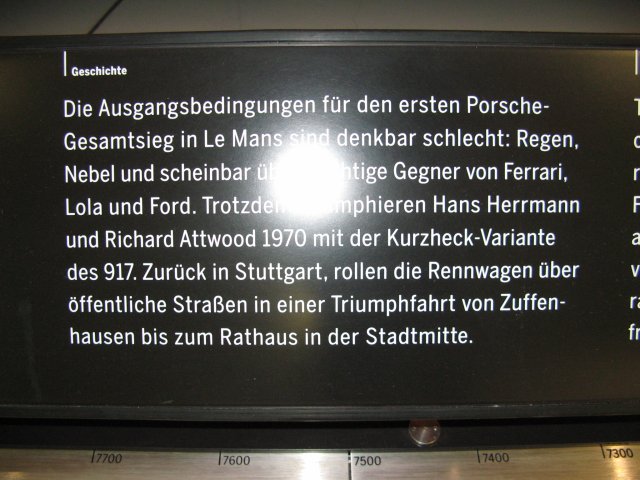 Geschichte
Die Ausgangsbedingungen für den ersten Porsche-
Gesamtsieg in Le Mans sind denkbar schlecht: Regen,
Nebel und scheinbar Gegner von Ferrari,
Lola und Ford. Hans Herrmann
und Richard Attwood 1970 mit der Kurzheck-Variante
des 917. Zurück in Stuttgart, rollen die Rennwagen über
öffentliche Straßen in einer Triumphfahrt von Zuffen-
hausen bis zum Rathaus in der Stadtmitte.
7700 7600 7500 7400 7300